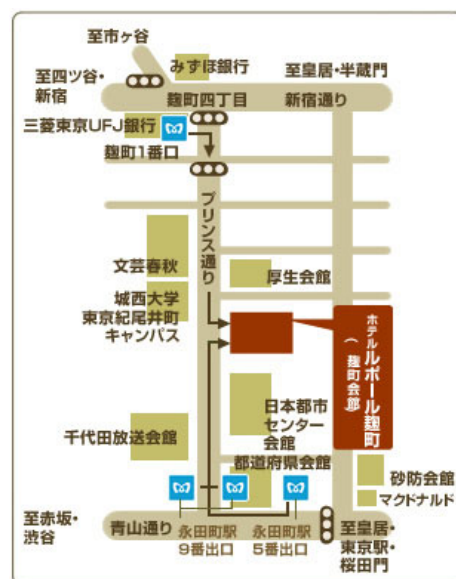 至市ヶ谷
みずほ銀行
至四ツ谷・
新宿
至皇居・半蔵門
麹町四丁目
新宿通り
三菱東京UFJ銀行
麹町1番口
プリンス通り
文芸春秋
厚生会館
城西大学
東京紀尾井町
キャンパス
ホテル ルポール麹町
(麹町会館)
日本都市
センター
会館
千代田放送会館
都道府県会館
砂防会館
マクドナルド
至赤坂・
渋谷
青山通り
永田町駅
9番出口
永田町駅
5番出口
至皇居・
東京駅・
桜田門